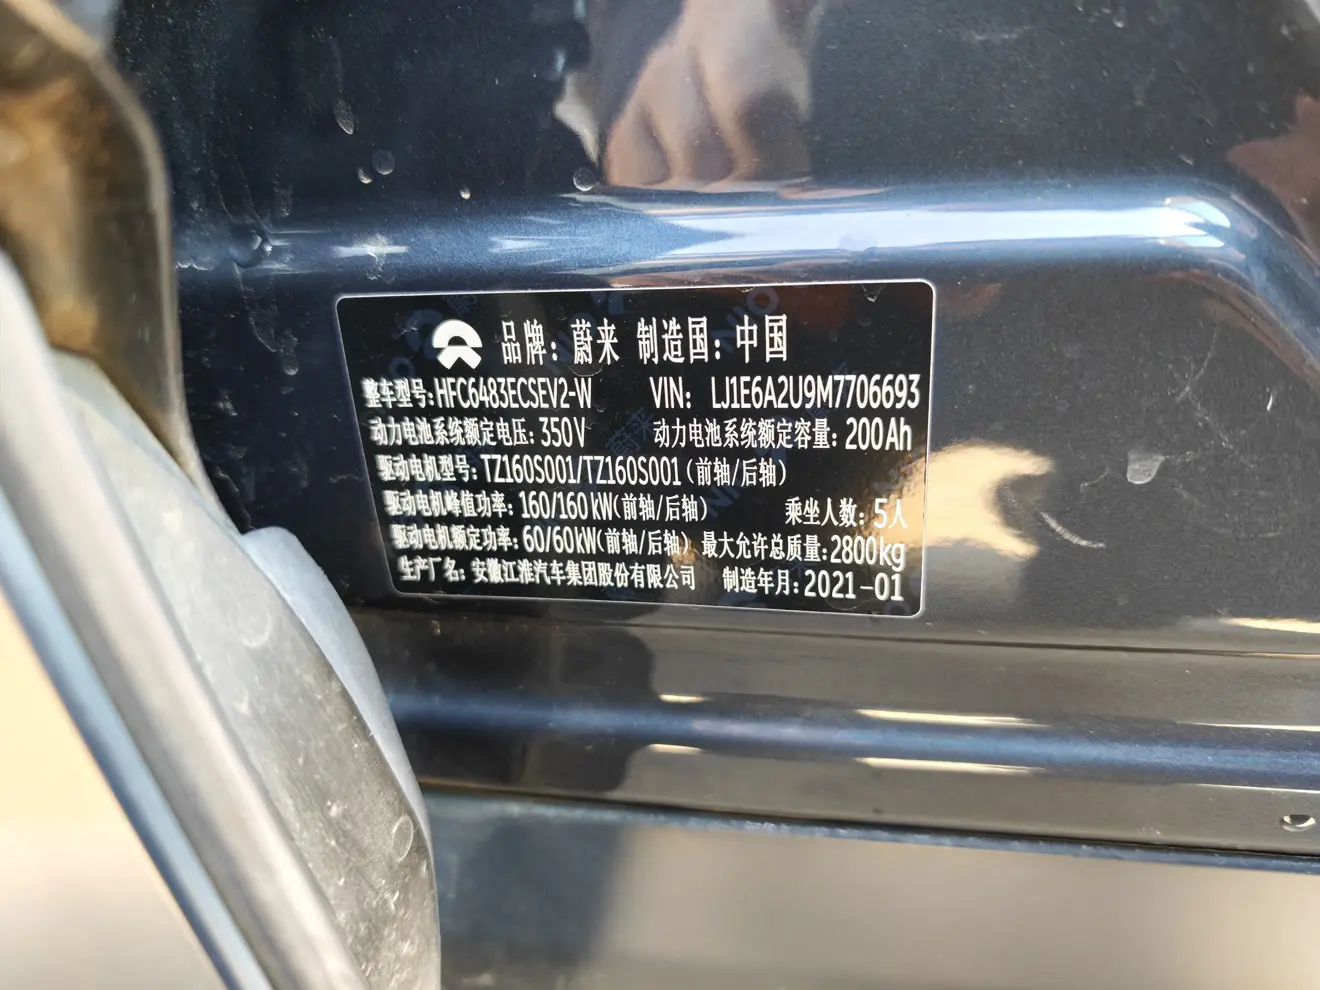 品牌: 蔚来 制造国: 中国
整车型号:HFC6483ECSEV2-W VIN: LJ1E6A2U9M7706693
动力电池系统额定电压: 350V 动力电池系统额定容量: 200Ah
驱动电机型号: TZ160S001/TZ160S001 (前轴/后轴)
驱动电机峰值功率: 160/160kW(前轴/后轴) 乘坐人数: 5人
驱动电机额定功率: 60/60kW(前轴/后轴) 最大允许总质量:2800kg
生产厂名: 安徽江淮汽车集团股份有限公司 制造年月: 2021-01